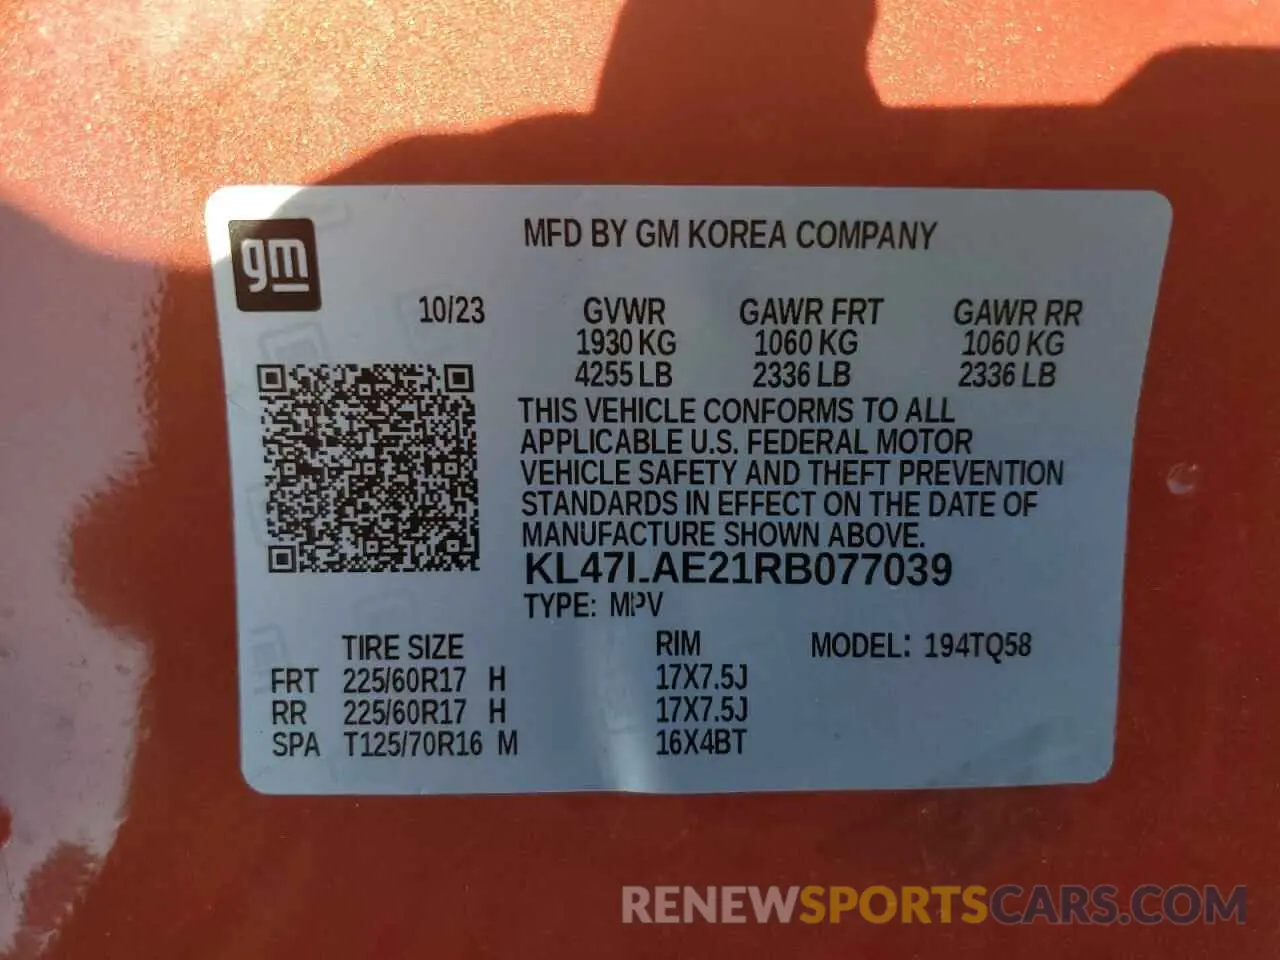 gm
MFD BY GM KOREA COMPANY
10/23 GVWR GAWR FRT GAWR RR
1930 KG 1060 KG 1060 KG
4255 LB 2336 LB 2336 LB
THIS VEHICLE CONFORMS TO ALL
APPLICABLE U.S. FEDERAL MOTOR
VEHICLE SAFETY AND THEFT PREVENTION
STANDARDS IN EFFECT ON THE DATE OF
MANUFACTURE SHOWN ABOVE.
KL47LAE21RB077039
TYPE: MPV
TIRE SIZE RIM MODEL: 194TQ58
FRT 225/60R17 H 17X7.5J
RR 225/60R17 H 17X7.5J
SPA T125/70R16 M 16X4BT
RENEWSPORTSCARS.COM